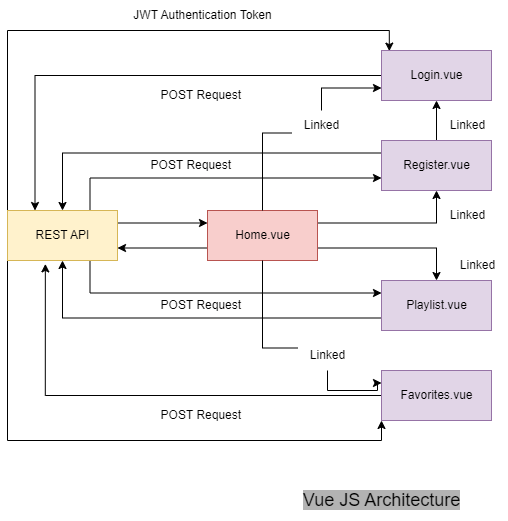 JWT Authentication Token
Login.vue
POST Request
Linked
Linked
POST Request
Register.vue
Linked
REST API
Home.vue
Linked
POST Request
Playlist.vue
Linked
Favorites.vue
POST Request
Vue JS Architecture